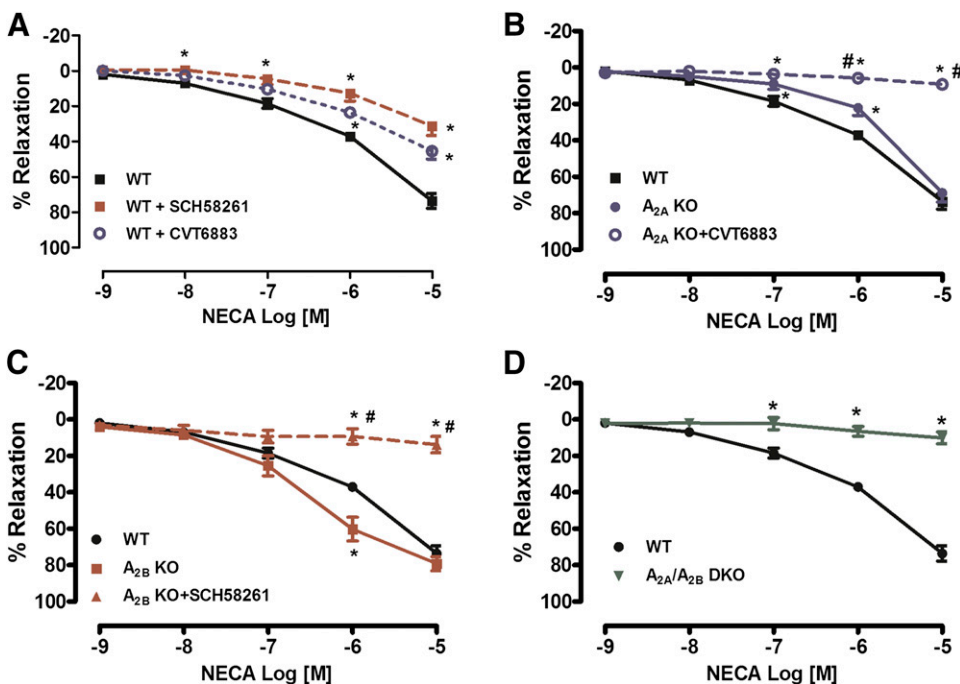 A
-20
0
20
40
60
80
100
% Relaxation
* * * * * *
WT
WT + SCH58261
WT + CVT6883
-9 -8 -7 -6 -5
NECA Log [M]
B
-20
0
20
40
60
80
100
% Relaxation
* #* * #
* *
WT
A2A KO
A2A KO+CVT6883
-9 -8 -7 -6 -5
NECA Log [M]
C
-20
0
20
40
60
80
100
% Relaxation
* # * #
*
WT
A2B KO
A2B KO+SCH58261
-9 -8 -7 -6 -5
NECA Log [M]
D
-20
0
20
40
60
80
100
% Relaxation
* * *
WT
A2A/A2B DKO
-9 -8 -7 -6 -5
NECA Log [M]